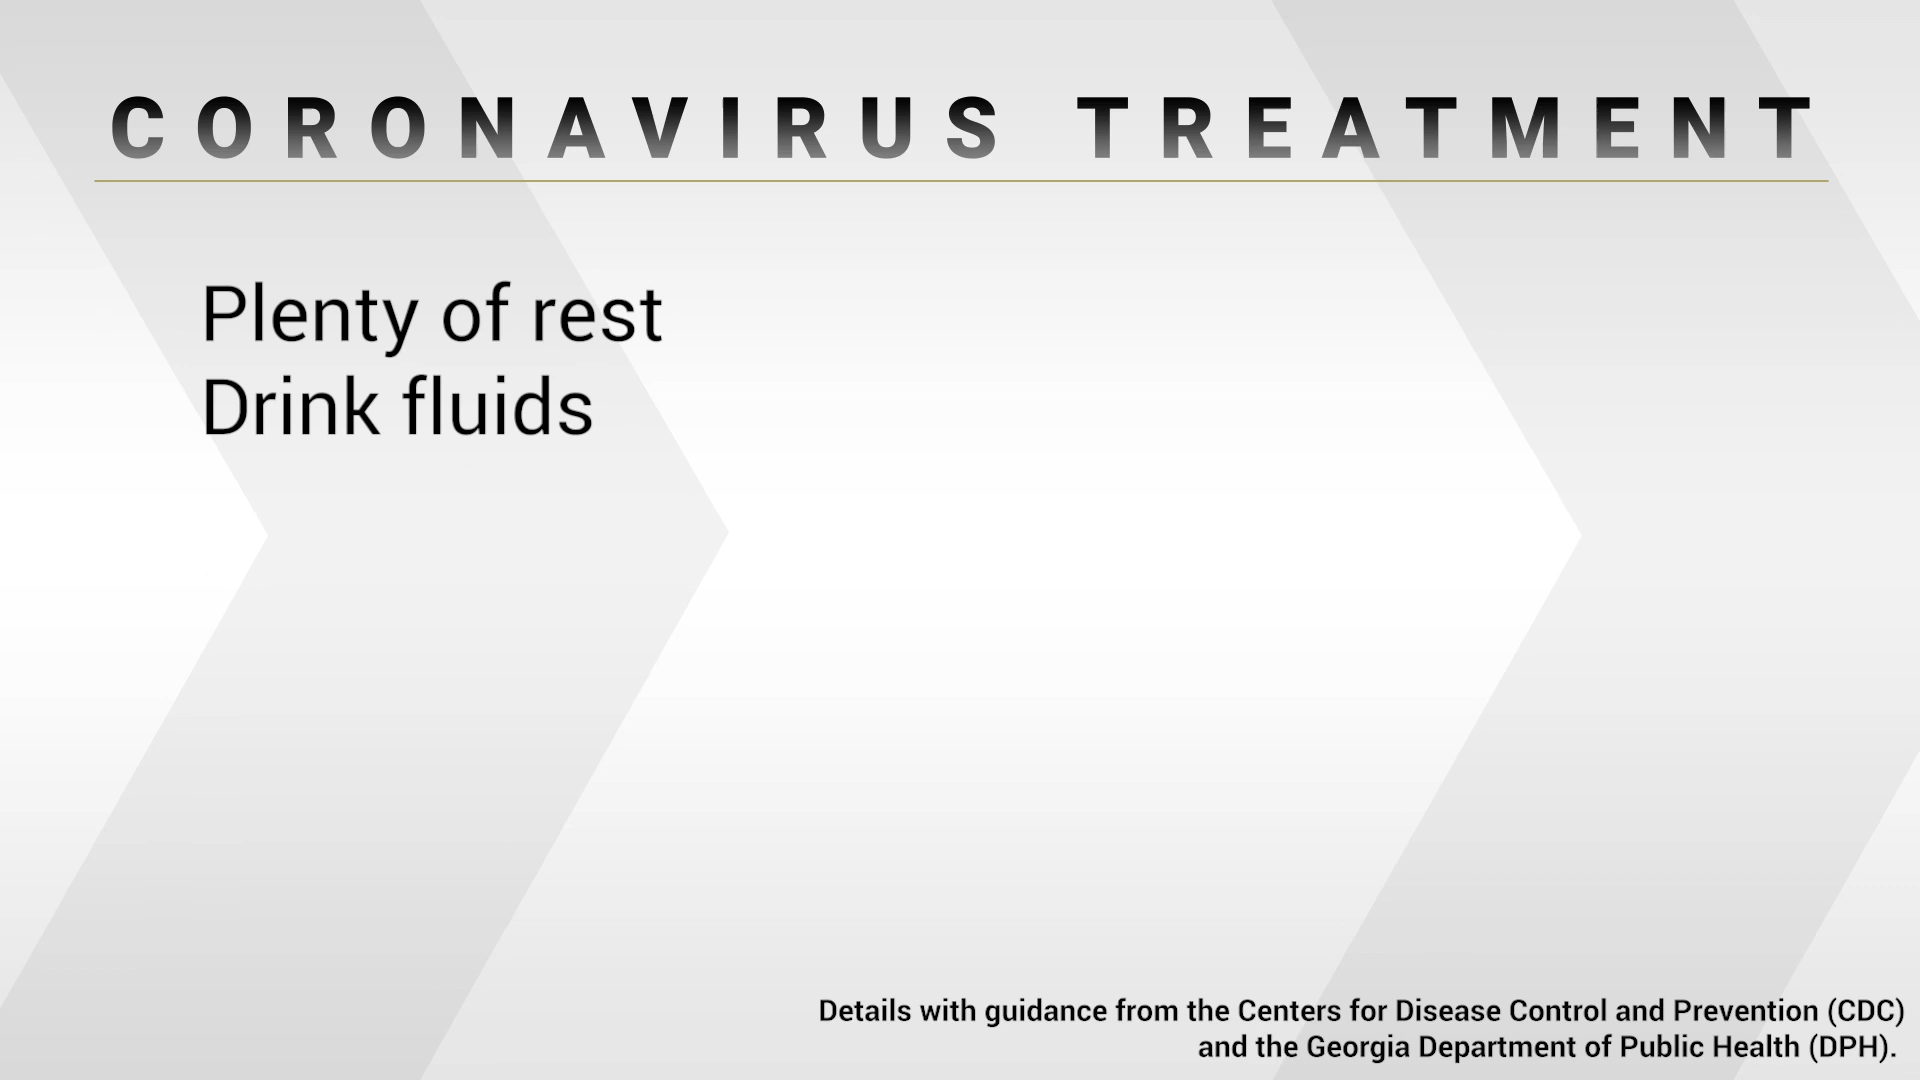 CORONAVIRUS TREATMENT
Plenty of rest
Drink fluids
Details with guidance from the Centers for Disease Control and Prevention (CDC)
and the Georgia Department of Public Health (DPH).